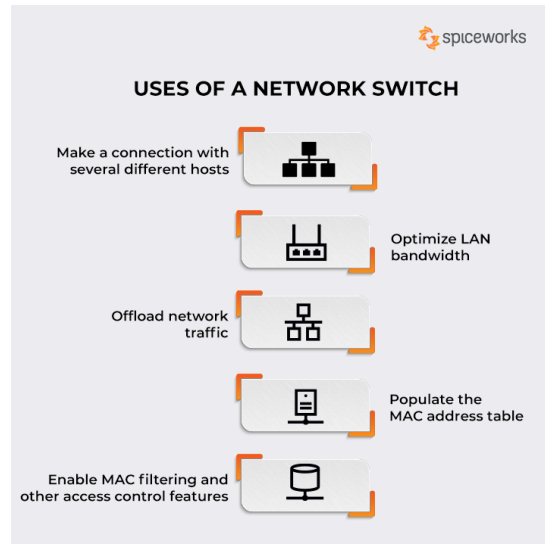 spiceworks
USES OF A NETWORK SWITCH
Make a connection with
several different hosts
Optimize LAN
bandwidth
Offload network
traffic
Populate the
MAC address table
Enable MAC filtering and
other access control features